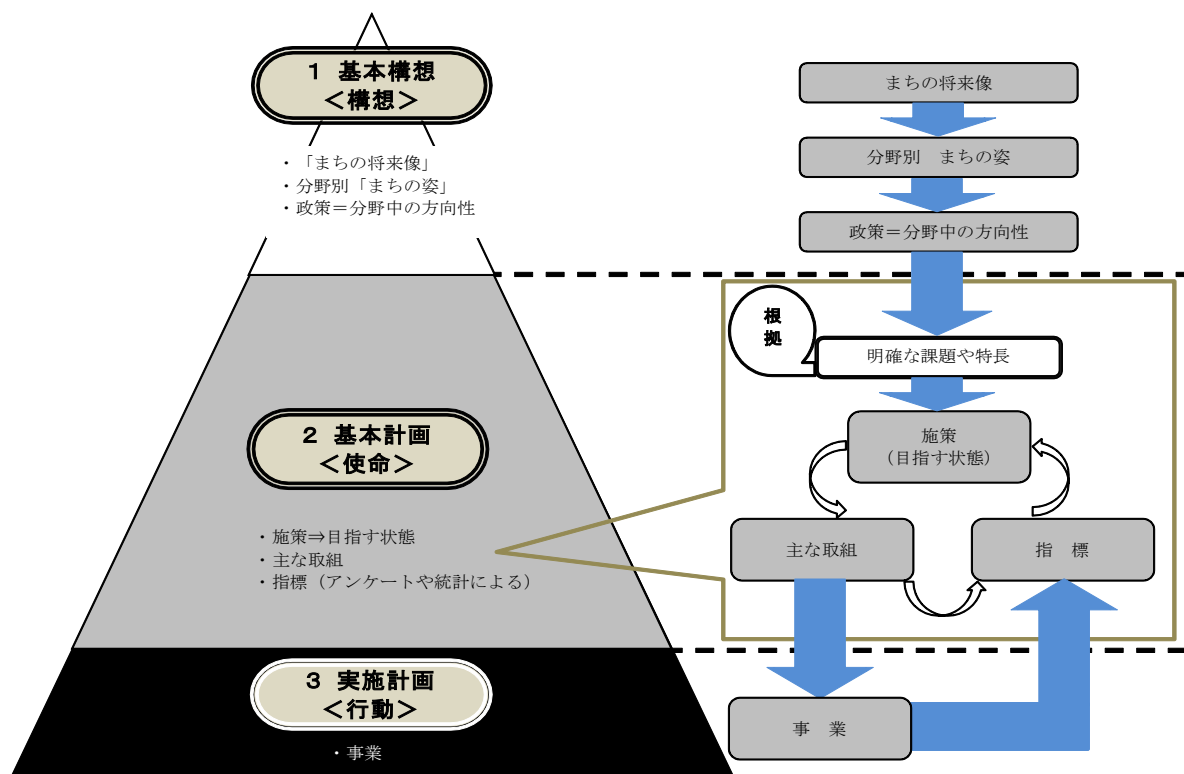 1 基本構想
＜構想＞
・「まちの将来像」
・分野別「まちの姿」
・政策＝分野中の方向性
2 基本計画
＜使命＞
・施策⇒目指す状態
・主な取組
・指標（アンケートや統計による）
3 実施計画
＜行動＞
・事業
まちの将来像
分野別　まちの姿
政策＝分野中の方向性
根
拠
明確な課題や特長
施策
（目指す状態）
主な取組
指　標
事　業